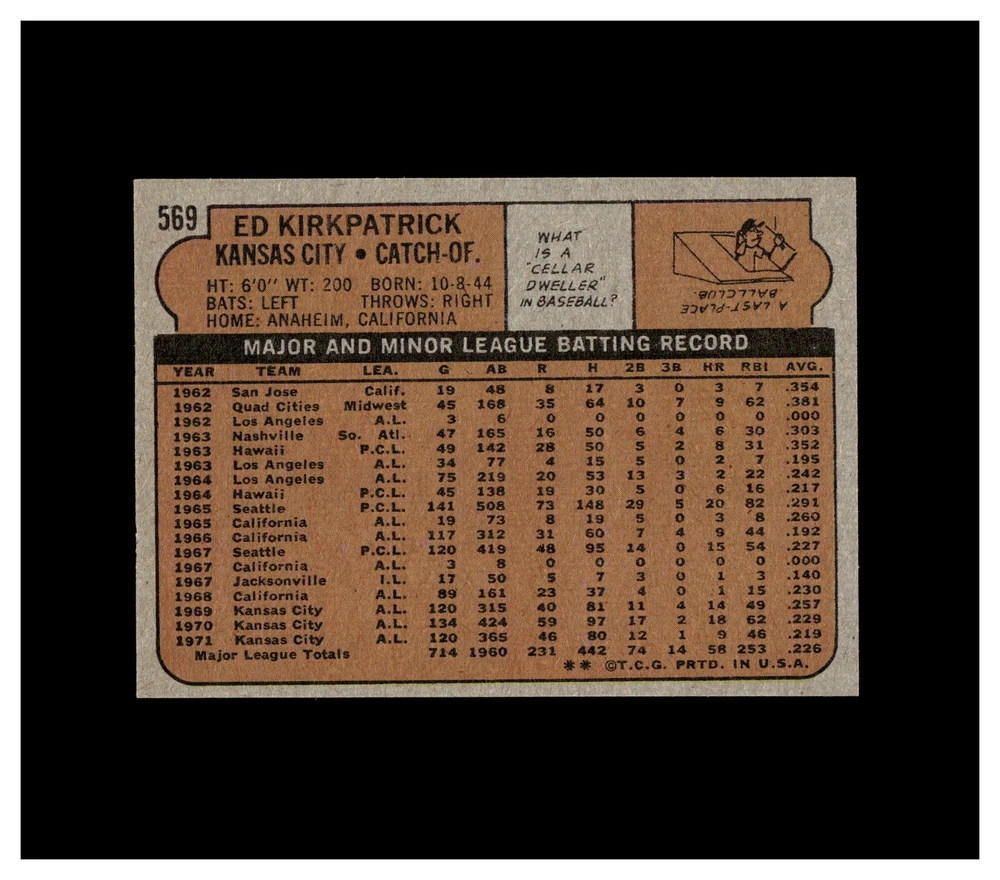 569
ED KIRKPATRICK
KANSAS CITY • CATCH-OF.
HT: 6'0" WT: 200 BORN: 10-8-44
BATS: LEFT THROWS: RIGHT
HOME: ANAHEIM, CALIFORNIA
WHAT
IS A
"CELLAR
DWELLER"
IN BASEBALL?
A LAST-PLACE
BALLCLUB.
MAJOR AND MINOR LEAGUE BATTING RECORD
YEAR TEAM LEA. G AB R H 2B 3B HR RBI AVG.
1962 San Jose Calif. 19 48 8 17 3 0 3 7 .354
1962 Quad Cities Midwest 45 168 35 64 10 7 9 62 .381
1962 Los Angeles A.L. 3 6 0 0 0 0 0 0 .000
1963 Nashville So. Atl. 47 165 16 50 6 4 6 30 .303
1963 Hawaii P.C.L. 49 142 28 50 5 2 8 31 .352
1963 Los Angeles A.L. 34 77 4 15 5 0 2 7 .195
1964 Los Angeles A.L. 75 219 20 53 13 3 2 22 .242
1964 Hawaii P.C.L. 45 138 19 30 5 0 6 16 .217
1965 Seattle P.C.L. 141 508 73 148 29 5 20 82 .291
1965 California A.L. 19 73 8 19 5 0 3 8 .260
1966 California A.L. 117 312 31 60 7 4 9 44 .192
1967 Seattle P.C.L. 120 419 48 95 14 0 15 54 .227
1967 California A.L. 3 8 0 0 0 0 0 0 .000
1967 Jacksonville I.L. 17 50 5 7 3 0 1 3 .140
1968 California A.L. 89 161 23 37 4 0 1 15 .230
1969 Kansas City A.L. 120 315 40 81 11 4 14 49 .257
1970 Kansas City A.L. 134 424 59 97 17 2 18 62 .229
1971 Kansas City A.L. 120 365 46 80 12 1 9 46 .219
Major League Totals 714 1960 231 442 74 14 58 253 .226
** ©T.C.G. PRTD. IN U.S.A.